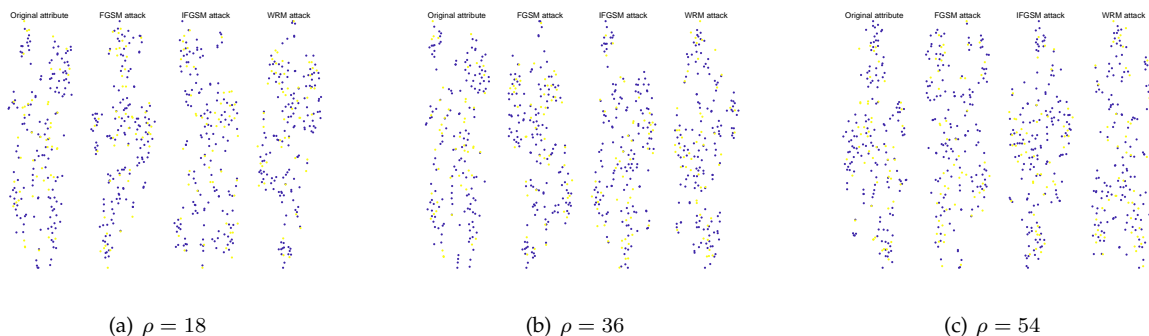 Original attribute FGSM attack IFGSM attack WRM attack
Original attribute FGSM attack IFGSM attack WRM attack
Original attribute FGSM attack IFGSM attack WRM attack
(a) ρ = 18
(b) ρ = 36
(c) ρ = 54